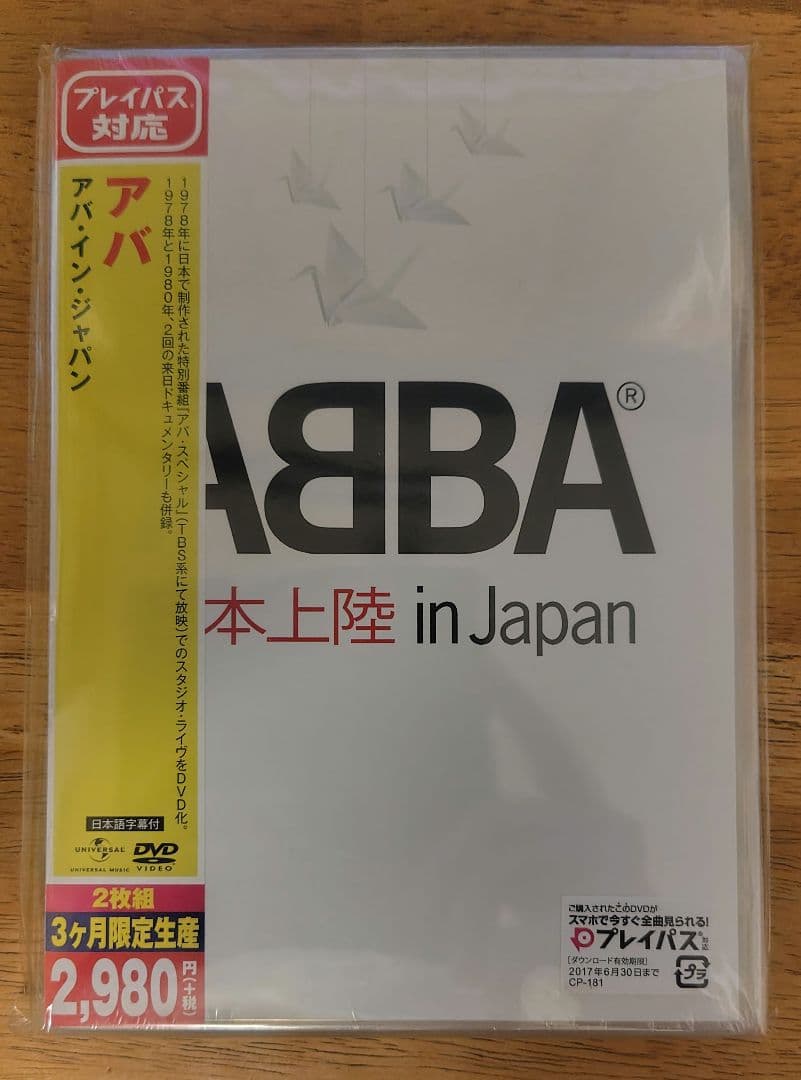 プレイパス®
対応
アバ
アバ・イン・ジャパン
1978年に日本で制作された特別番組『アバ・スペシャル』(TBS系にて放映)でのスタジオ・ライヴをDVD化。
1978年と1980年、2回の来日ドキュメンタリーも併録。
日本語字幕付
UNIVERSAL
UNIVERSAL MUSIC
DVD
VIDEO
2枚組
3ヶ月限定生産
2,980円(+税)
ABBA®
本上陸 in Japan
ご購入されたこのDVDが
スマホで今すぐ全曲見られる!
プレイパス®対応
[ダウンロード有効期限]
2017年6月30日まで
CP-181
プラ